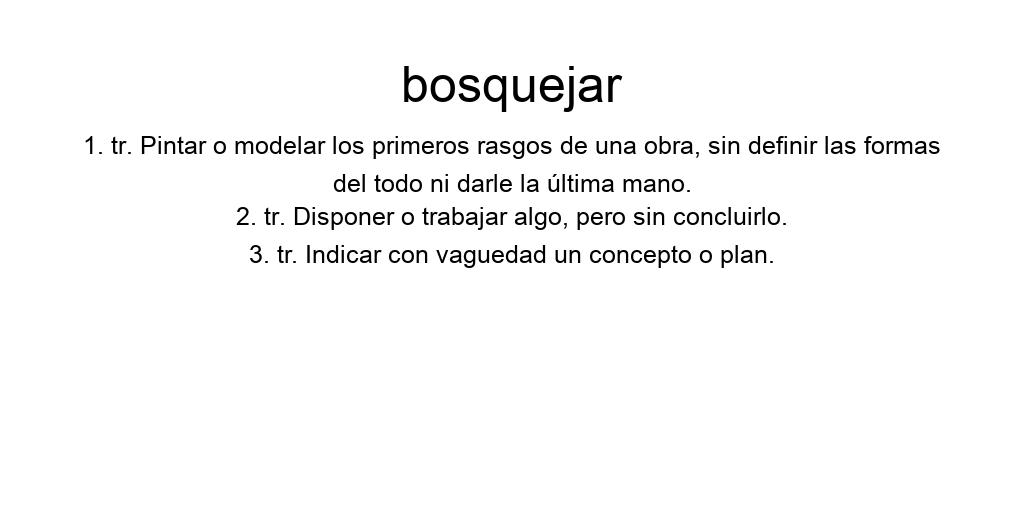 bosquejar
1. tr. Pintar o modelar los primeros rasgos de una obra, sin definir las formas
del todo ni darle la última mano.
2. tr. Disponer o trabajar algo, pero sin concluirlo.
3. tr. Indicar con vaguedad un concepto o plan.